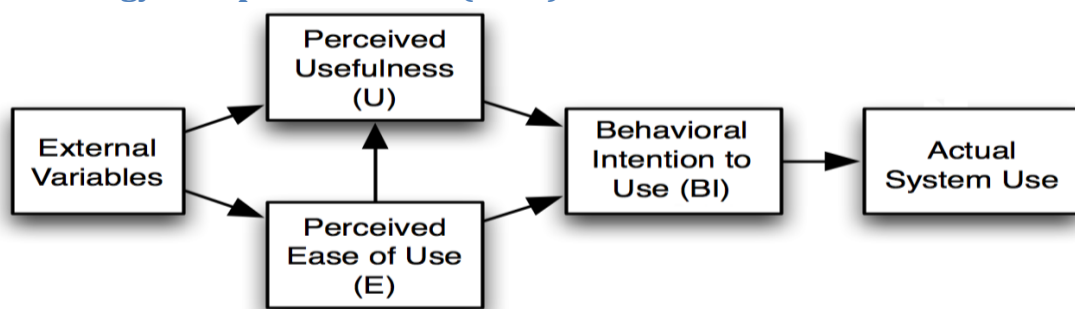 External
Variables
Perceived
Usefulness
(U)
Perceived
Ease of Use
(E)
Behavioral
Intention to
Use (BI)
Actual
System Use